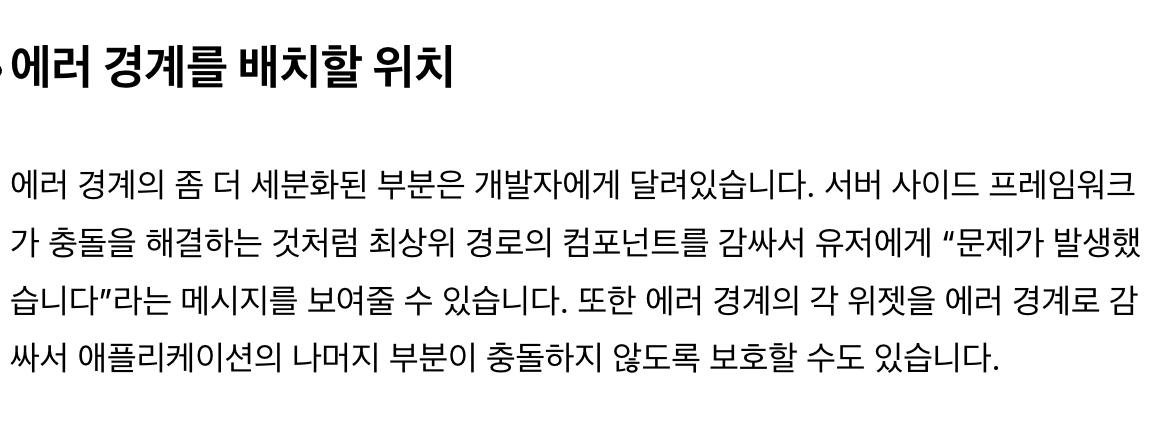 에러 경계를 배치할 위치
에러 경계의 좀 더 세분화된 부분은 개발자에게 달려있습니다. 서버 사이드 프레임워크
가 충돌을 해결하는 것처럼 최상위 경로의 컴포넌트를 감싸서 유저에게 “문제가 발생했
습니다”라는 메시지를 보여줄 수 있습니다. 또한 에러 경계의 각 위젯을 에러 경계로 감
싸서 애플리케이션의 나머지 부분이 충돌하지 않도록 보호할 수도 있습니다.